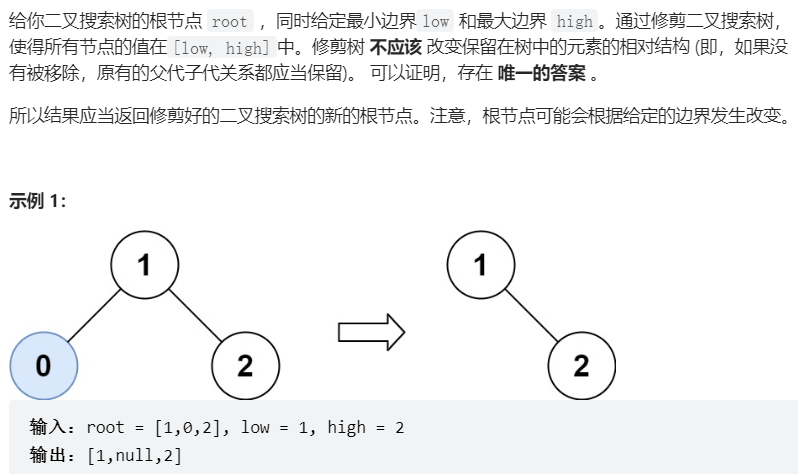 给你二叉搜索树的根节点 root ，同时给定最小边界 low 和最大边界 high。通过修剪二叉搜索树，
使得所有节点的值在 [low, high] 中。修剪树 不应该 改变保留在树中的元素的相对结构 (即，如果没
有被移除，原有的父代子代关系都应当保留)。 可以证明，存在 唯一的答案 。
所以结果应当返回修剪好的二叉搜索树的新的根节点。注意，根节点可能会根据给定的边界发生改变。
示例 1：
1
1
0
2
2
输入：root = [1,0,2], low = 1, high = 2
输出：[1,null,2]